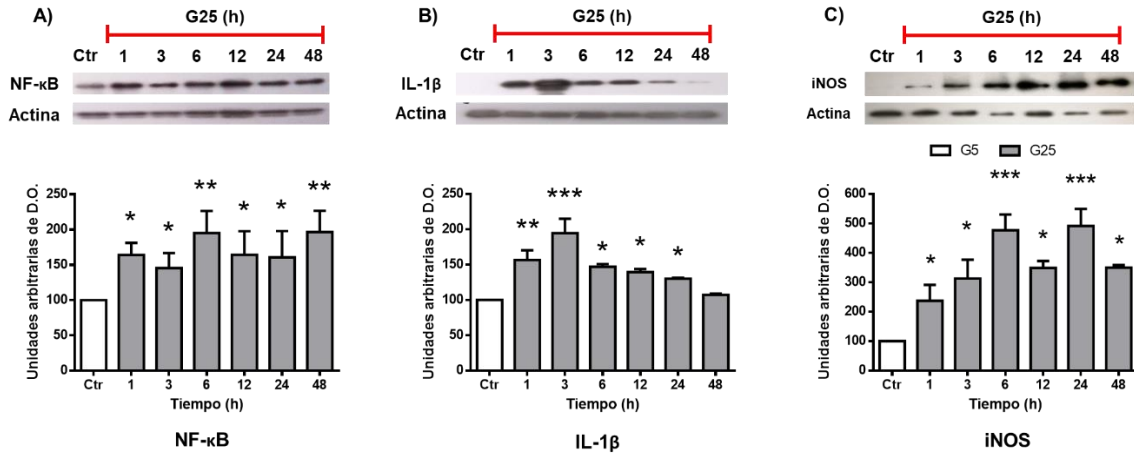 A)
G25 (h)
Ctr 1 3 6 12 24 48
NF-κB
Actina
Unidades arbitrarias de D.O.
250
200
150
100
50
0
* * ** * * **
Ctr 1 3 6 12 24 48
Tiempo (h)
NF-κB
B)
G25 (h)
Ctr 1 3 6 12 24 48
IL-1β
Actina
Unidades arbitrarias de D.O.
250
200
150
100
50
0
** *** * * *
Ctr 1 3 6 12 24 48
Tiempo (h)
IL-1β
C)
G25 (h)
Ctr 1 3 6 12 24 48
iNOS
Actina
G5 G25
Unidades arbitrarias de D.O.
600
500
400
300
200
100
0
* * *** * *** *
Ctr 1 3 6 12 24 48
Tiempo (h)
iNOS